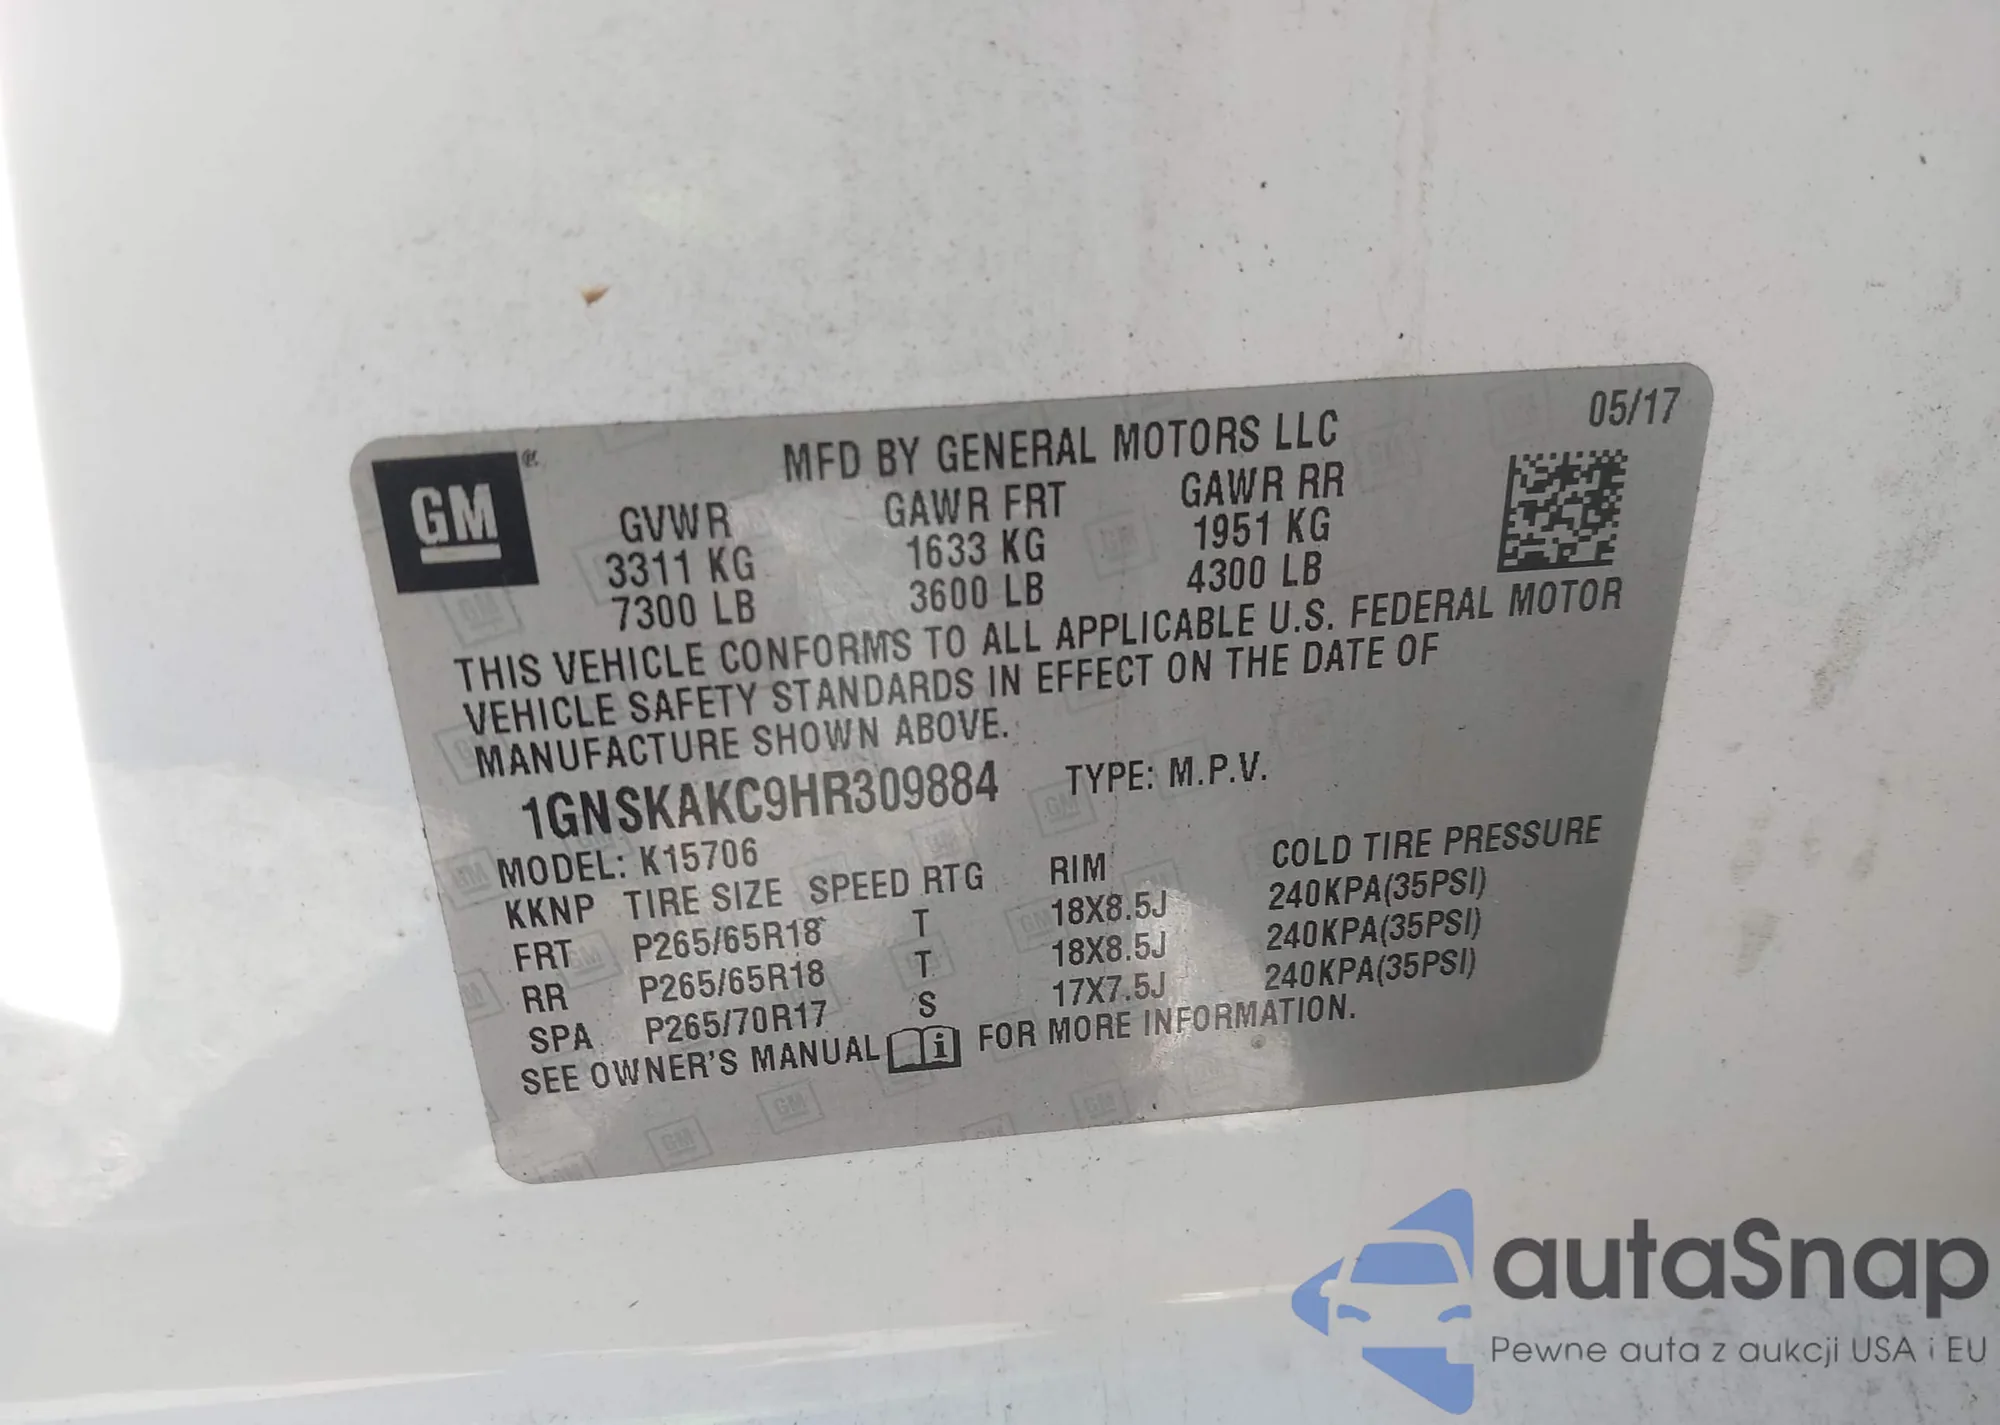 GM ®
MFD BY GENERAL MOTORS LLC 05/17
GVWR GAWR FRT GAWR RR
3311 KG 1633 KG 1951 KG
7300 LB 3600 LB 4300 LB
THIS VEHICLE CONFORMS TO ALL APPLICABLE U.S. FEDERAL MOTOR
VEHICLE SAFETY STANDARDS IN EFFECT ON THE DATE OF
MANUFACTURE SHOWN ABOVE.
1GNSKAKC9HR309884 TYPE: M.P.V.
MODEL: K15706
KKNP TIRE SIZE SPEED RTG RIM COLD TIRE PRESSURE
FRT P265/65R18 T 18X8.5J 240KPA(35PSI)
RR P265/65R18 T 18X8.5J 240KPA(35PSI)
SPA P265/70R17 S 17X7.5J 240KPA(35PSI)
SEE OWNER'S MANUAL i FOR MORE INFORMATION.
autaSnap
Pewne auta z aukcji USA i EU